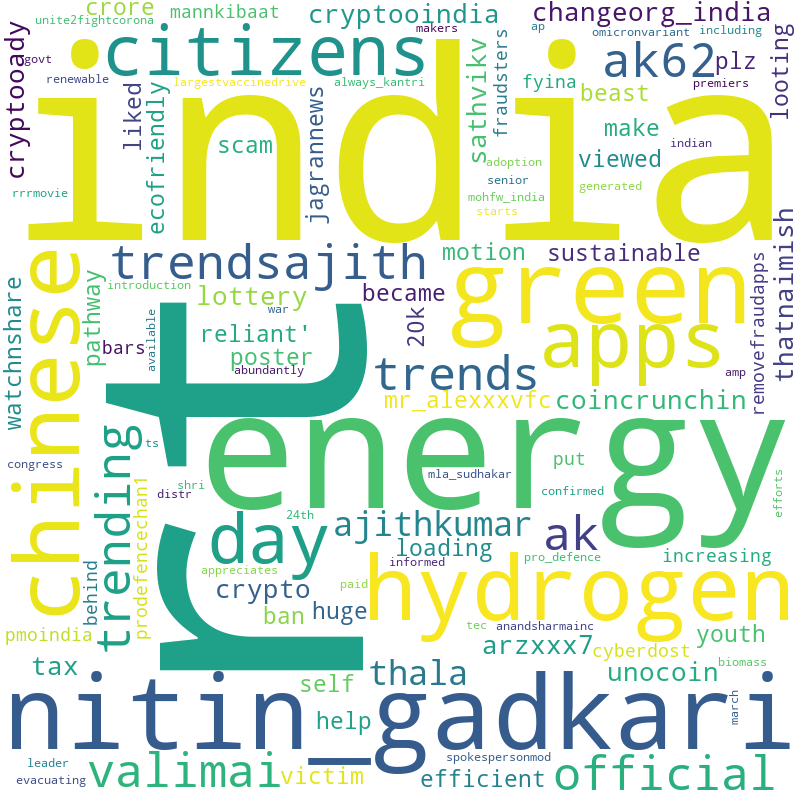 unite2fightcorona crore mannkibaat cryptooindia makers changeorg_india
cryptooady govt citizens ap omicronvariant including
renewable largestvaccinedrive always_kantri ak62 plz looting
india
liked ecofriendly scam jagrannews sathvikv fraudsters fyina beast premiers
make viewed indian
rrrmovie adoption senior mohfw_india generated starts
trendsajith motion sustainable thatnaimish
chinese pathway introduction lottery became green
watchnshare available war 20k apps removefraudapps
bars reliant' poster abundantly trends amp
rt
mr_alexxxvfc coincrunchin
energy
trending ts put
congress shri distr mla_sudhakar confirmed efforts
day 24th ajithkumar ak
loading informed pro_defence increasing
prodefencechan1 appreciates paid hydrogen
behind crypto ban huge
pmoindia tec anandsharmainc youth
arzxxx7 cyberdost biomass
tax thala unocoin
self march
nitin_gadkari
help
leader spokespersonmod
evacuating valimai victim efficient official